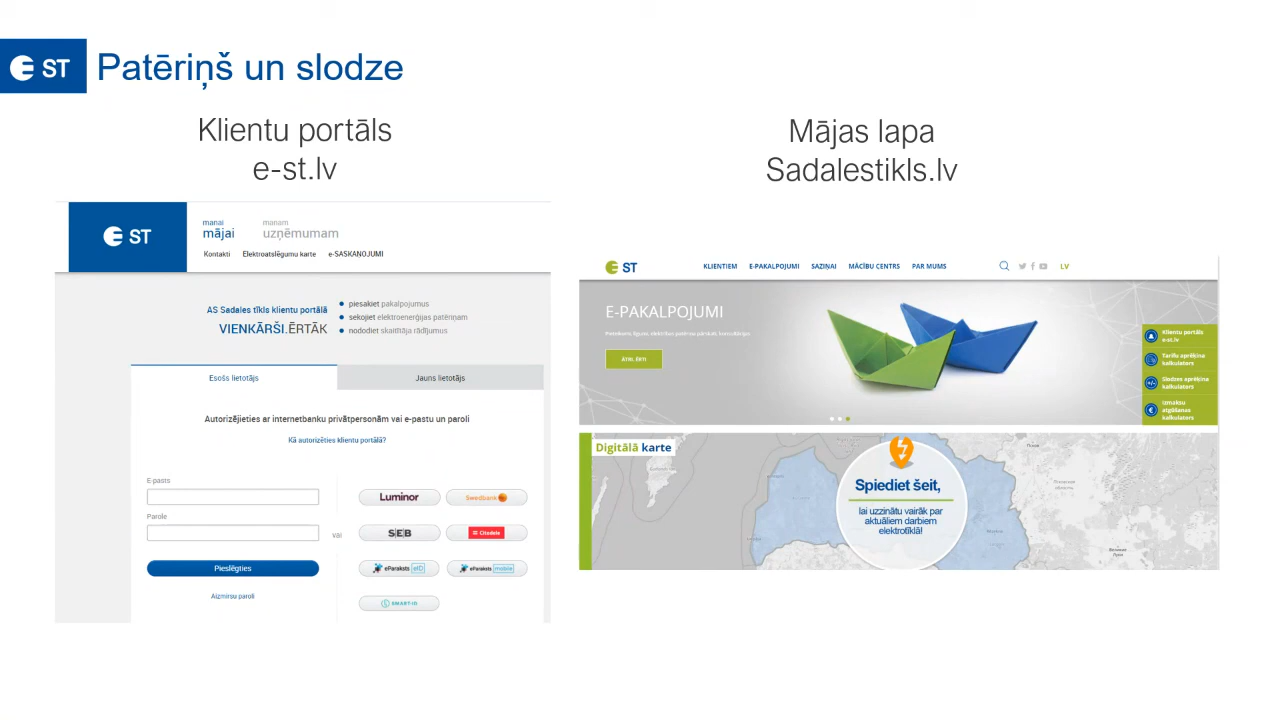 ST
Patēriņš un slodze
Klientu portāls
e-st.lv
ST
manai
mājai
manam
uzņēmumam
Kontakti Elektroatslēgumu karte e-SASKAŅOJUMI
AS Sadales tīkls klientu portālā
VIENKĀRŠI.ĒRTĀK
piesakiet pakalpojumus
sekojiet elektroenerģijas patēriņam
nododiet skaitītāja rādījumus
Esošs lietotājs
Jauns lietotājs
Autorizējieties ar internetbanku privātpersonām vai e-pastu un paroli
Kā autorizēties klientu portālā?
E-pasts
Parole
Pieslēgties
Aizmirsu paroli
vai
Luminor
Swedbank
SEB
Citadele
eParaksts eID
eParaksts mobile
SMART-ID
Mājas lapa
Sadalestikls.lv
ST
KLIENTIEM E-PAKALPOJUMI SAZIŅAI MĀCĪBU CENTRS PAR MUMS
LV
E-PAKALPOJUMI
ATKLĀT!
Klientu portāls
e-st.lv
Tarifu aprēķina
kalkulators
Slodzes aprēķina
kalkulators
Izmaksu
atgūšanas
kalkulators
Digitālā karte
Spiediet šeit,
lai uzzinātu vairāk par
aktuāliem darbiem
elektrotīklā!